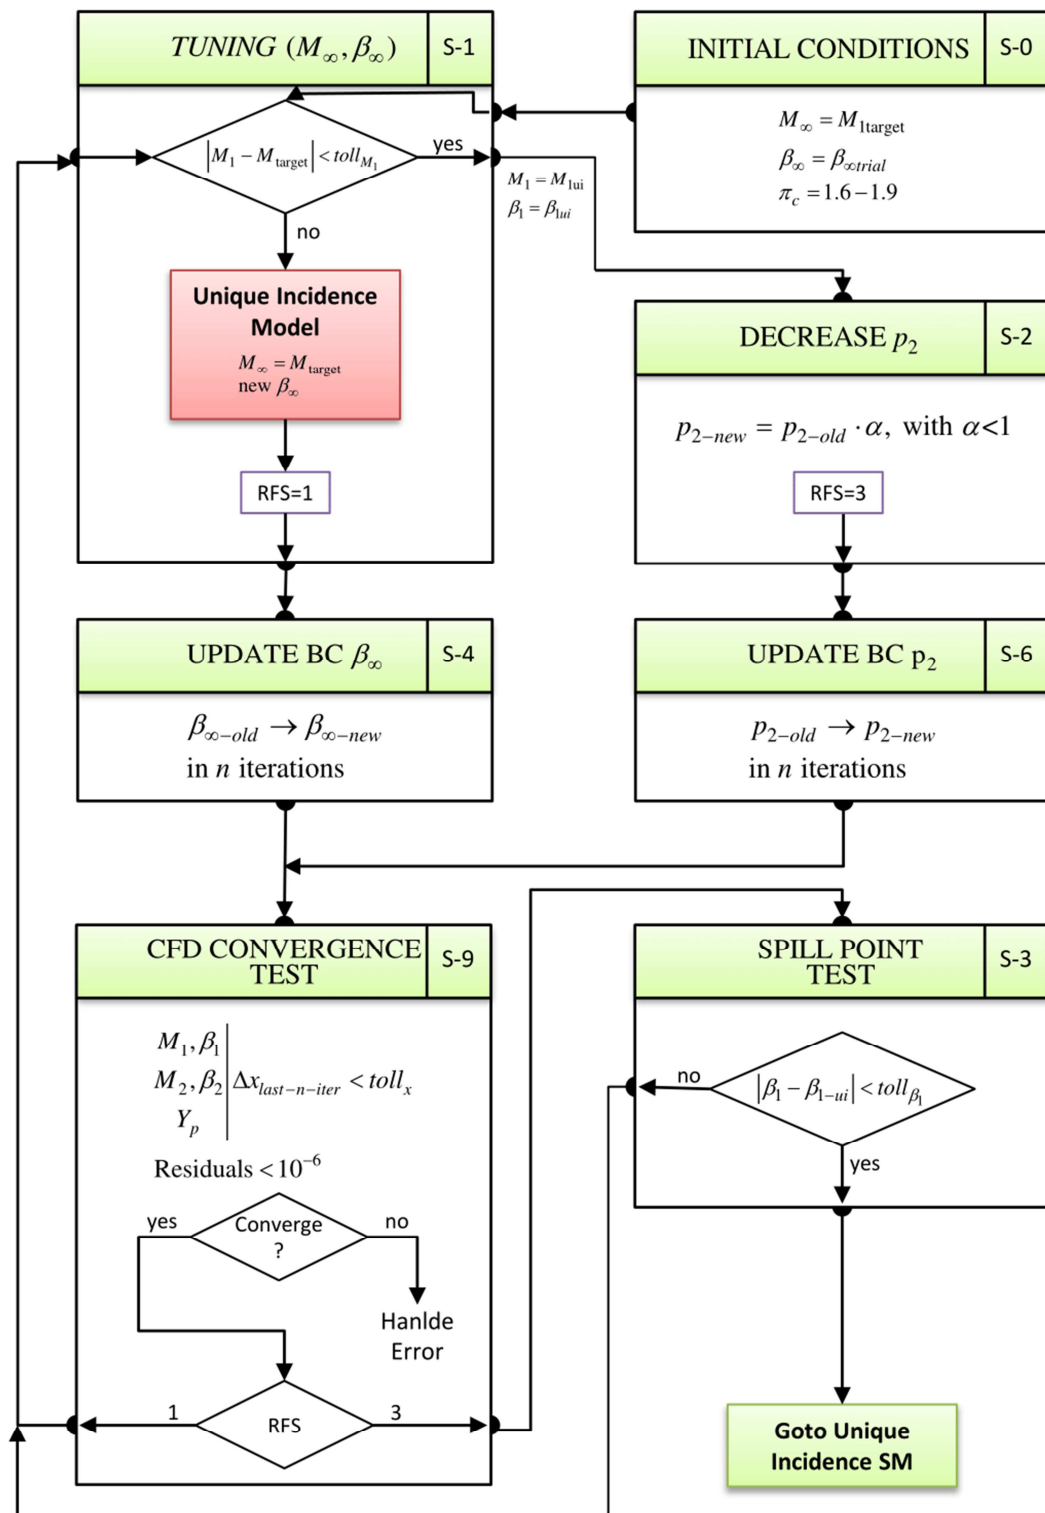 TUNING (M∞, β∞)
S-1
INITIAL CONDITIONS
S-0
M∞ = M1target
β∞ = β∞trial
πc = 1.6 − 1.9
|M1 − Mtarget| < tollM1
yes
M1 = M1ui
β1 = β1ui
no
Unique Incidence
Model
M∞ = Mtarget
new β∞
RFS=1
DECREASE p2
S-2
p2−new = p2−old · α, with α<1
RFS=3
UPDATE BC β∞
S-4
β∞−old → β∞−new
in n iterations
UPDATE BC p2
S-6
p2−old → p2−new
in n iterations
CFD CONVERGENCE
TEST
S-9
M1, β1
M2, β2 | Δxlast−n−iter < tollx
Yp
Residuals < 10⁻⁶
yes
Converge
?
no
Hanlde
Error
1
RFS
3
SPILL POINT
TEST
S-3
no
|β1 − β1−ui| < tollβ1
yes
Goto Unique
Incidence SM